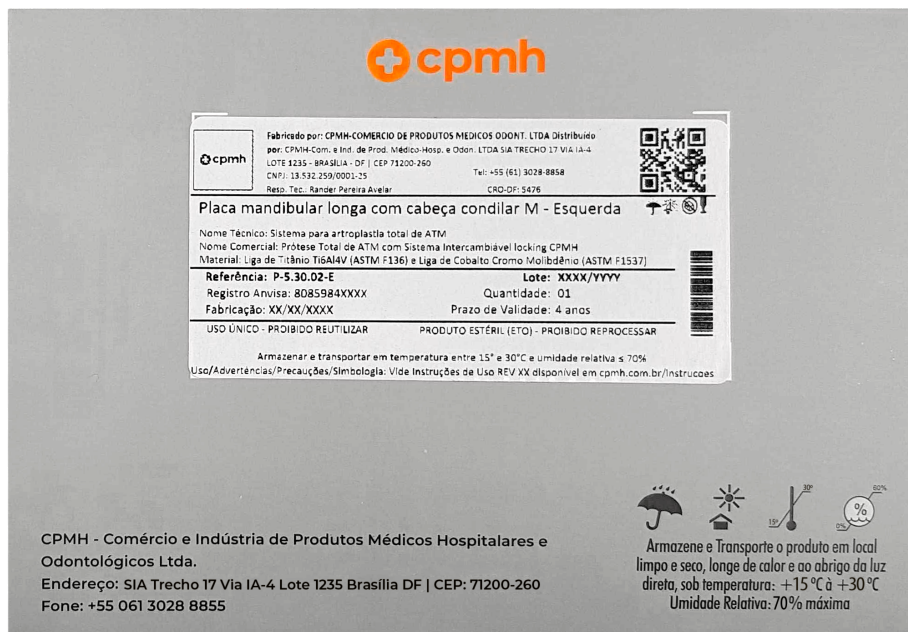 cpmh
cpmh
Fabricado por: CPMH-COMERCIO DE PRODUTOS MEDICOS ODONT. LTDA Distribuído
por: CPMH-Com. e Ind. de Prod. Médico-Hosp. e Odon. LTDA SIA TRECHO 17 VIA IA-4
LOTE 1235 - BRASÍLIA - DF | CEP 71200-260
CNPJ: 13.532.259/0001-25 Tel: +55 (61) 3028-8858
Resp. Tec.: Rander Pereira Avelar CRO-DF: 5476
Placa mandibular longa com cabeça condilar M - Esquerda
Nome Técnico: Sistema para artroplastia total de ATM
Nome Comercial: Prótese Total de ATM com Sistema Intercambiável locking CPMH
Material: Liga de Titânio Ti6Al4V (ASTM F136) e Liga de Cobalto Cromo Molibdênio (ASTM F1537)
Referência: P-5.30.02-E Lote: XXXX/YYYY
Registro Anvisa: 8085984XXXX Quantidade: 01
Fabricação: XX/XX/XXXX Prazo de Validade: 4 anos
USO ÚNICO - PROIBIDO REUTILIZAR PRODUTO ESTÉRIL (ETO) - PROIBIDO REPROCESSAR
Armazenar e transportar em temperatura entre 15° e 30°C e umidade relativa ≤ 70%
Uso/Advertências/Precauções/Simbologia: Vide Instruções de Uso REV XX disponível em cpmh.com.br/instrucoes
30º
15º
60%
%
0%
CPMH - Comércio e Indústria de Produtos Médicos Hospitalares e
Odontológicos Ltda.
Endereço: SIA Trecho 17 Via IA-4 Lote 1235 Brasília DF | CEP: 71200-260
Fone: +55 061 3028 8855
Armazene e Transporte o produto em local
limpo e seco, longe de calor e ao abrigo da luz
direta, sob temperatura: +15 ºC à +30 ºC
Umidade Relativa: 70% máxima